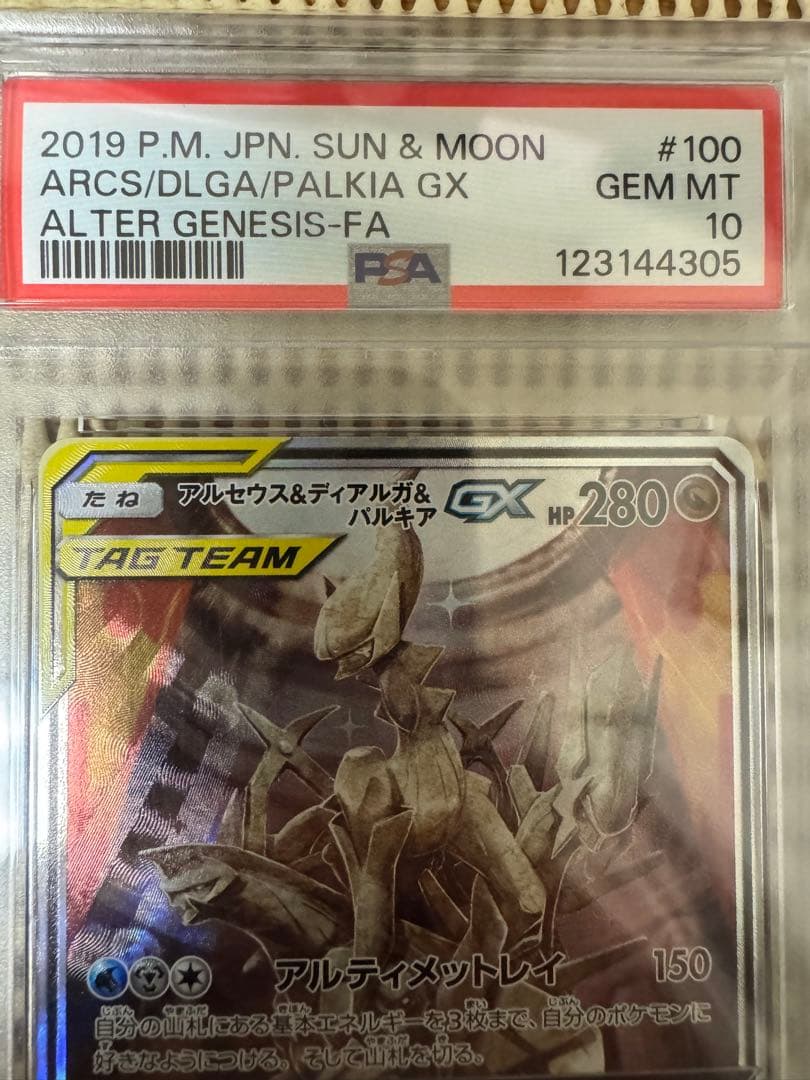 2019 P.M. JPN. SUN & MOON #100
ARCS/DLGA/PALKIA GX GEM MT
ALTER GENESIS-FA 10
PSA 123144305
たね アルセウス&ディアルガ&
パルキア GX HP 280
TAG TEAM
アルティメットレイ 150
自分の山札にある基本エネルギーを3枚まで、自分のポケモンに
好きなようにつける。そして山札を切る。